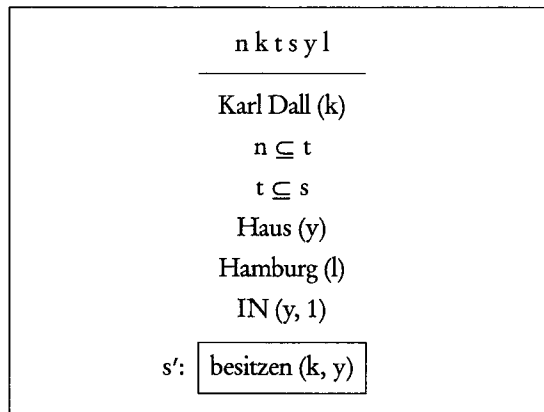 n k t s y l
Karl Dall (k)
n ⊆ t
t ⊆ s
Haus (y)
Hamburg (l)
IN (y, 1)
s′: besitzen (k, y)